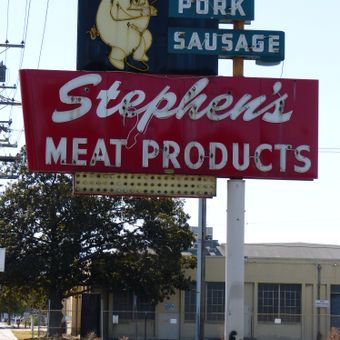 PORK
SAUSAGE
Stephen's
MEAT PRODUCTS